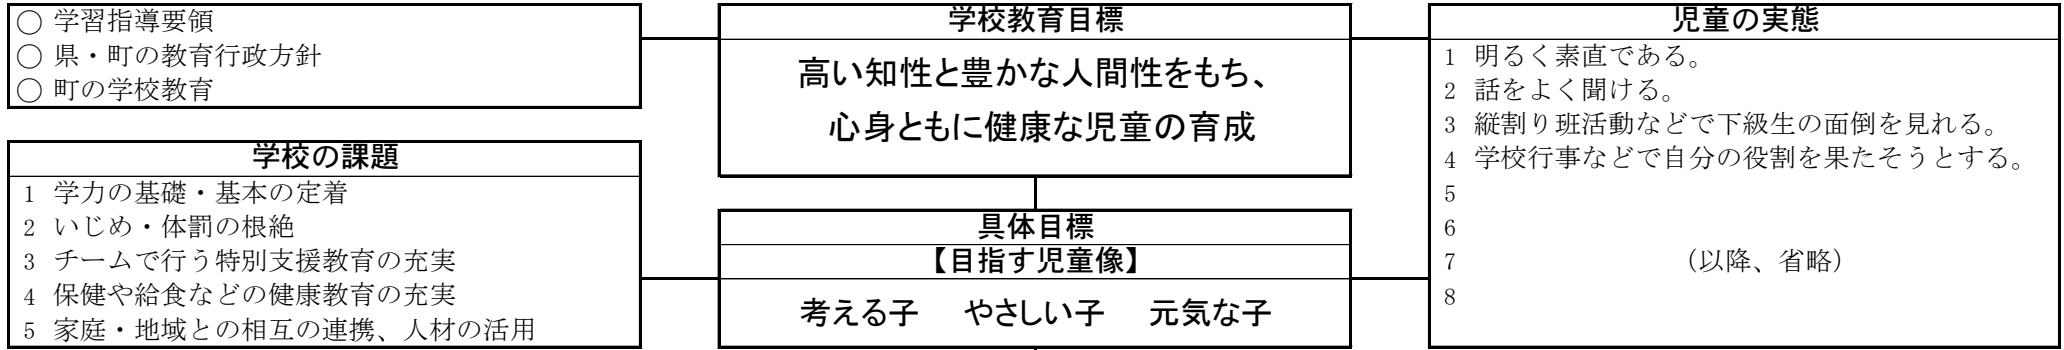 ○ 学習指導要領
○ 県・町の教育行政方針
○ 町の学校教育
学校の課題
1 学力の基礎・基本の定着
2 いじめ・体罰の根絶
3 チームで行う特別支援教育の充実
4 保健や給食などの健康教育の充実
5 家庭・地域との相互の連携、人材の活用
学校教育目標
高い知性と豊かな人間性をもち、
心身ともに健康な児童の育成
具体目標
【目指す児童像】
考える子 やさしい子 元気な子
児童の実態
1 明るく素直である。
2 話をよく聞ける。
3 縦割り班活動などで下級生の面倒を見れる。
4 学校行事などで自分の役割を果たそうとする。
5
6
7 （以降、省略）
8